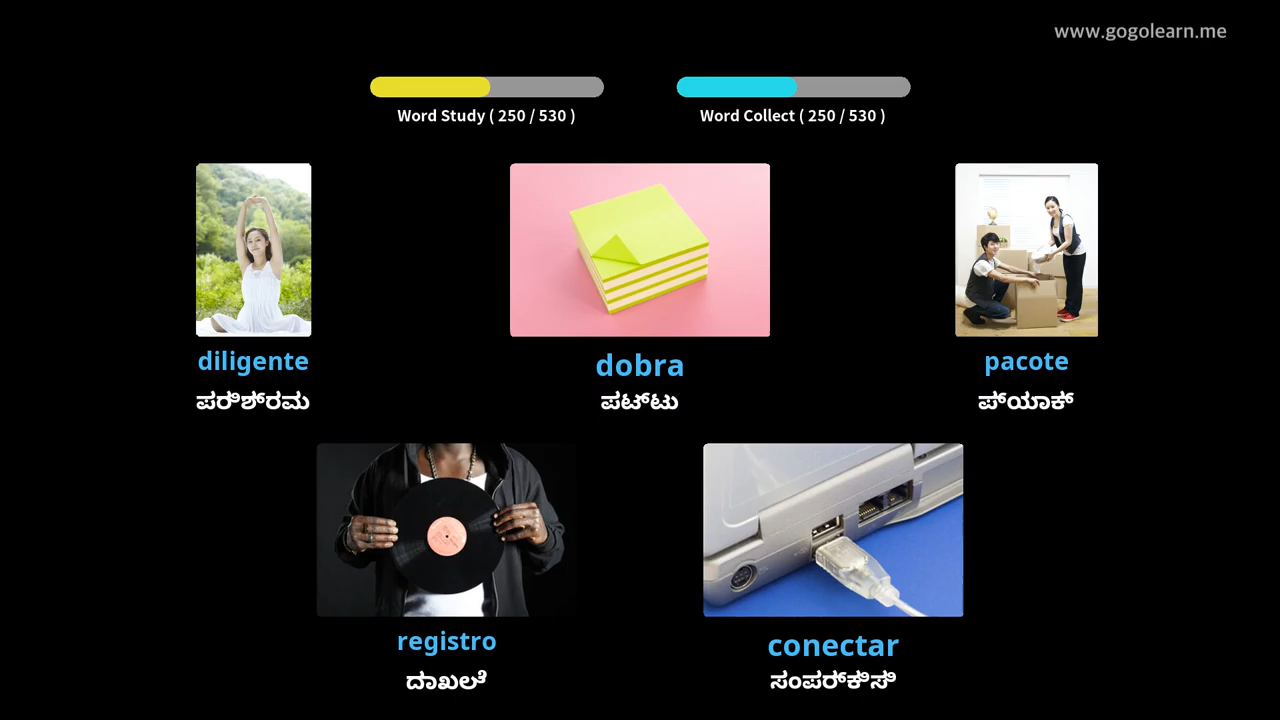 www.gogolearn.me
Word Study ( 250 / 530 )
Word Collect ( 250 / 530 )
diligente
ಪರಿಶ್ರಮ
dobra
ಪಟ್ಟು
pacote
ಪ್ಯಾಕ್
registro
ದಾಖಲೆ
conectar
ಸಂಪರ್ಕಿಸಿ